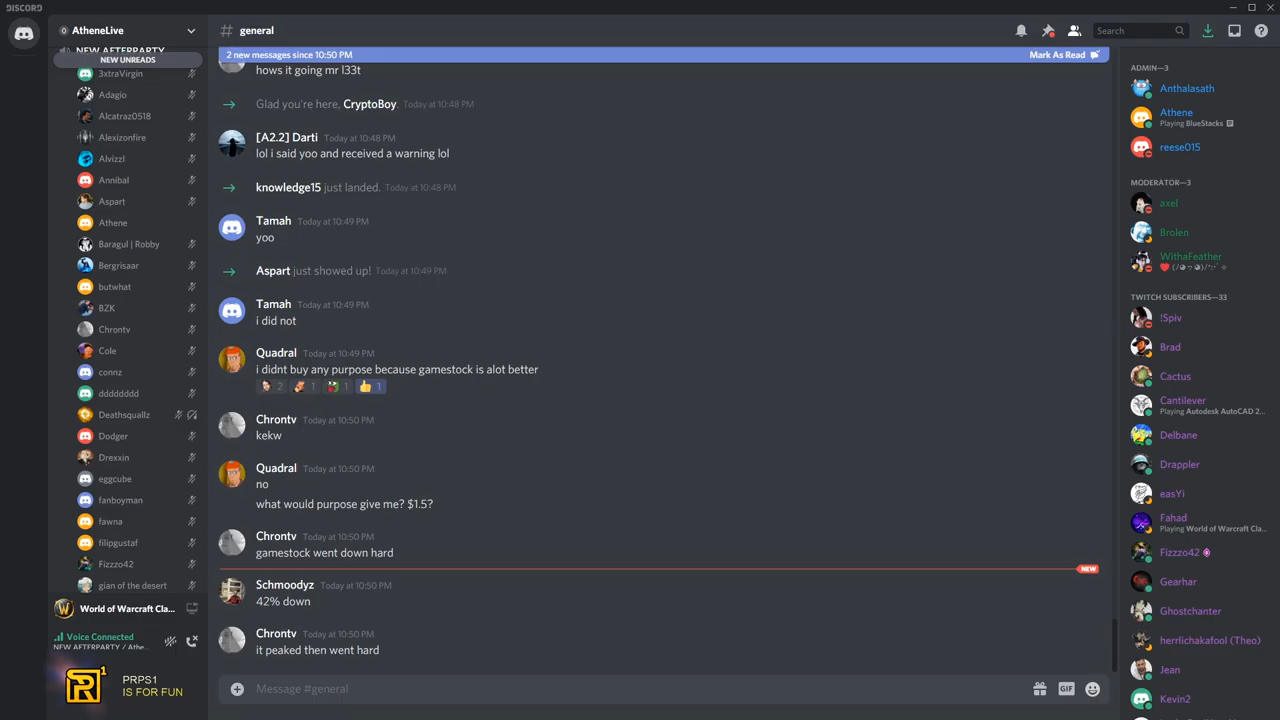 DISCORD
AtheneLive
NEW AFTERPARTY
NEW UNREADS
3xtraVirgin
Adagio
Alcatraz0518
Alexizonfire
Alvizzl
Annibal
Aspart
Athene
Baragul | Robby
Bergrisaar
butwhat
BZK
Chrontv
Cole
connz
dddddddd
Deathsquallz
Dodger
Drexxin
eggcube
fanboyman
fawna
filipgustaf
Fizzzo42
gian of the desert
World of Warcraft Cla...
Voice Connected
NEW AFTERPARTY / Athe...
PRPS1
IS FOR FUN
# general
Search
2 new messages since 10:50 PM
Mark As Read
hows it going mr l33t
Glad you're here, CryptoBoy. Today at 10:48 PM
[A2.2] Darti Today at 10:48 PM
lol i said yoo and received a warning lol
knowledge15 just landed. Today at 10:48 PM
Tamah Today at 10:49 PM
yoo
Aspart just showed up! Today at 10:49 PM
Tamah Today at 10:49 PM
i did not
Quadral Today at 10:49 PM
i didnt buy any purpose because gamestock is alot better
2 1 1 1
Chrontv Today at 10:50 PM
kekw
Quadral Today at 10:50 PM
no
what would purpose give me? $1.5?
Chrontv Today at 10:50 PM
gamestock went down hard
NEW
Schmoodyz Today at 10:50 PM
42% down
Chrontv Today at 10:50 PM
it peaked then went hard
Message #general
GIF
ADMIN—3
Anthalasath
Athene
Playing BlueStacks
reese015
MODERATOR—3
axel
Brolen
WithaFeather
TWITCH SUBSCRIBERS—33
!Spiv
Brad
Cactus
Cantilever
Playing Autodesk AutoCAD 2...
Delbane
Drappler
easYi
Fahad
Playing World of Warcraft Cla...
Fizzzo42
Gearhar
Ghostchanter
herrlichakafool (Theo)
Jean
Kevin2